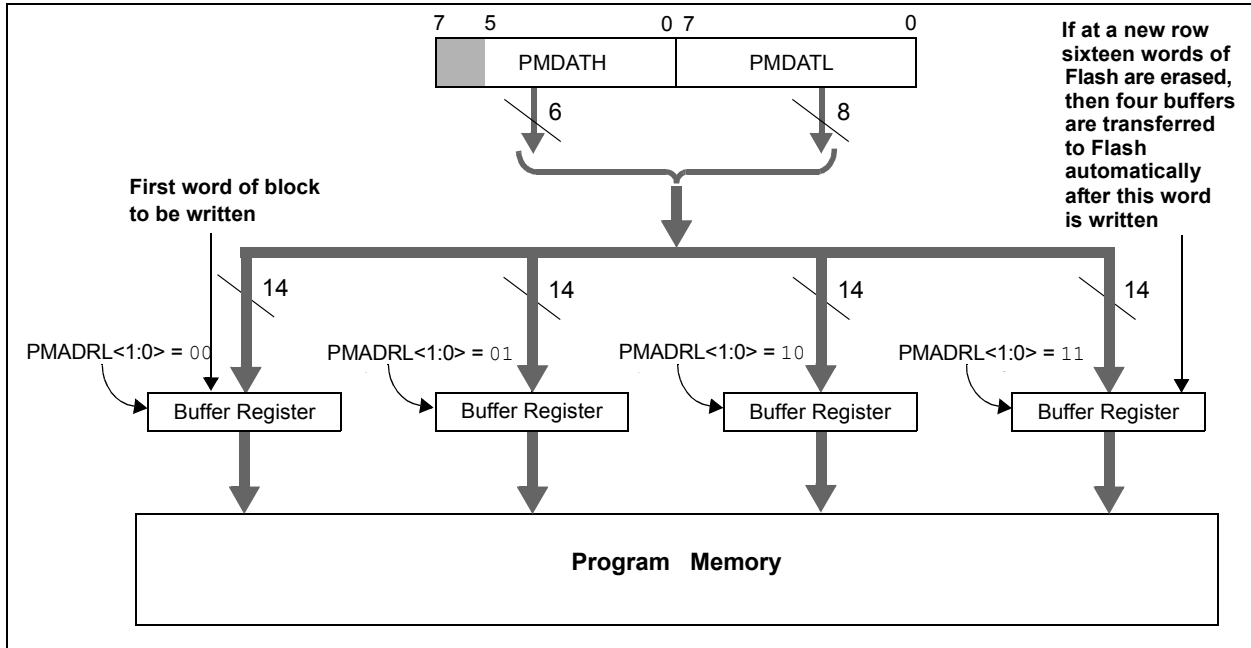 7 5 0 7 0
PMDATH PMDATL
6 8
If at a new row
sixteen words of
Flash are erased,
then four buffers
are transferred
to Flash
automatically
after this word
is written
First word of block
to be written
14 14 14 14
PMADRL<1:0> = 00 PMADRL<1:0> = 01 PMADRL<1:0> = 10 PMADRL<1:0> = 11
Buffer Register Buffer Register Buffer Register Buffer Register
Program Memory